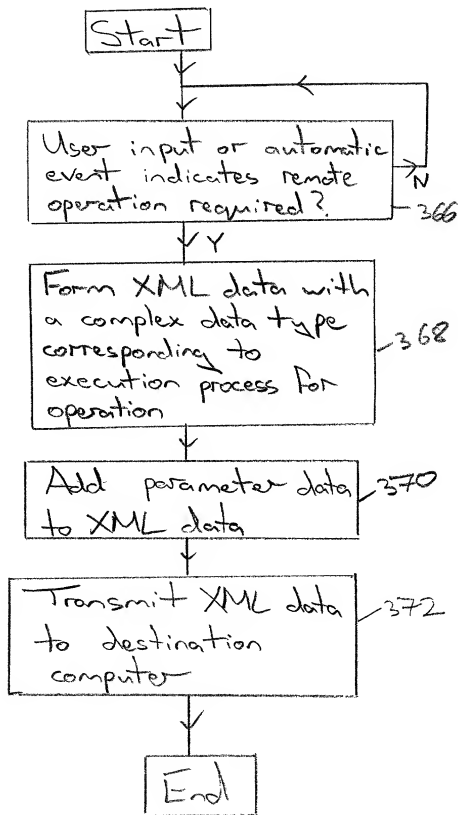 Start
User input or automatic
event indicates remote
operation required?
N
366
Y
Form XML data with
a complex data type
corresponding to
execution process for
operation
368
Add parameter data
to XML data
370
Transmit XML data
to destination
computer
372
End